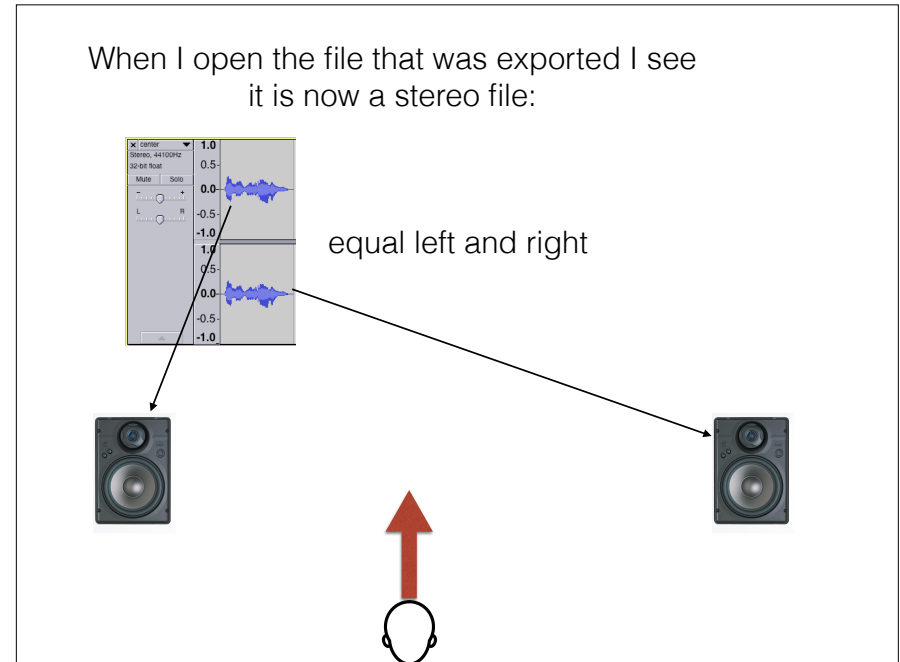 When I open the file that was exported I see
it is now a stereo file:
× center ▼
Stereo, 44100Hz
32-bit float
Mute Solo
- +
L R
1.0
0.5-
0.0-
-0.5-
-1.0
1.0
0.5-
0.0-
-0.5-
-1.0
equal left and right